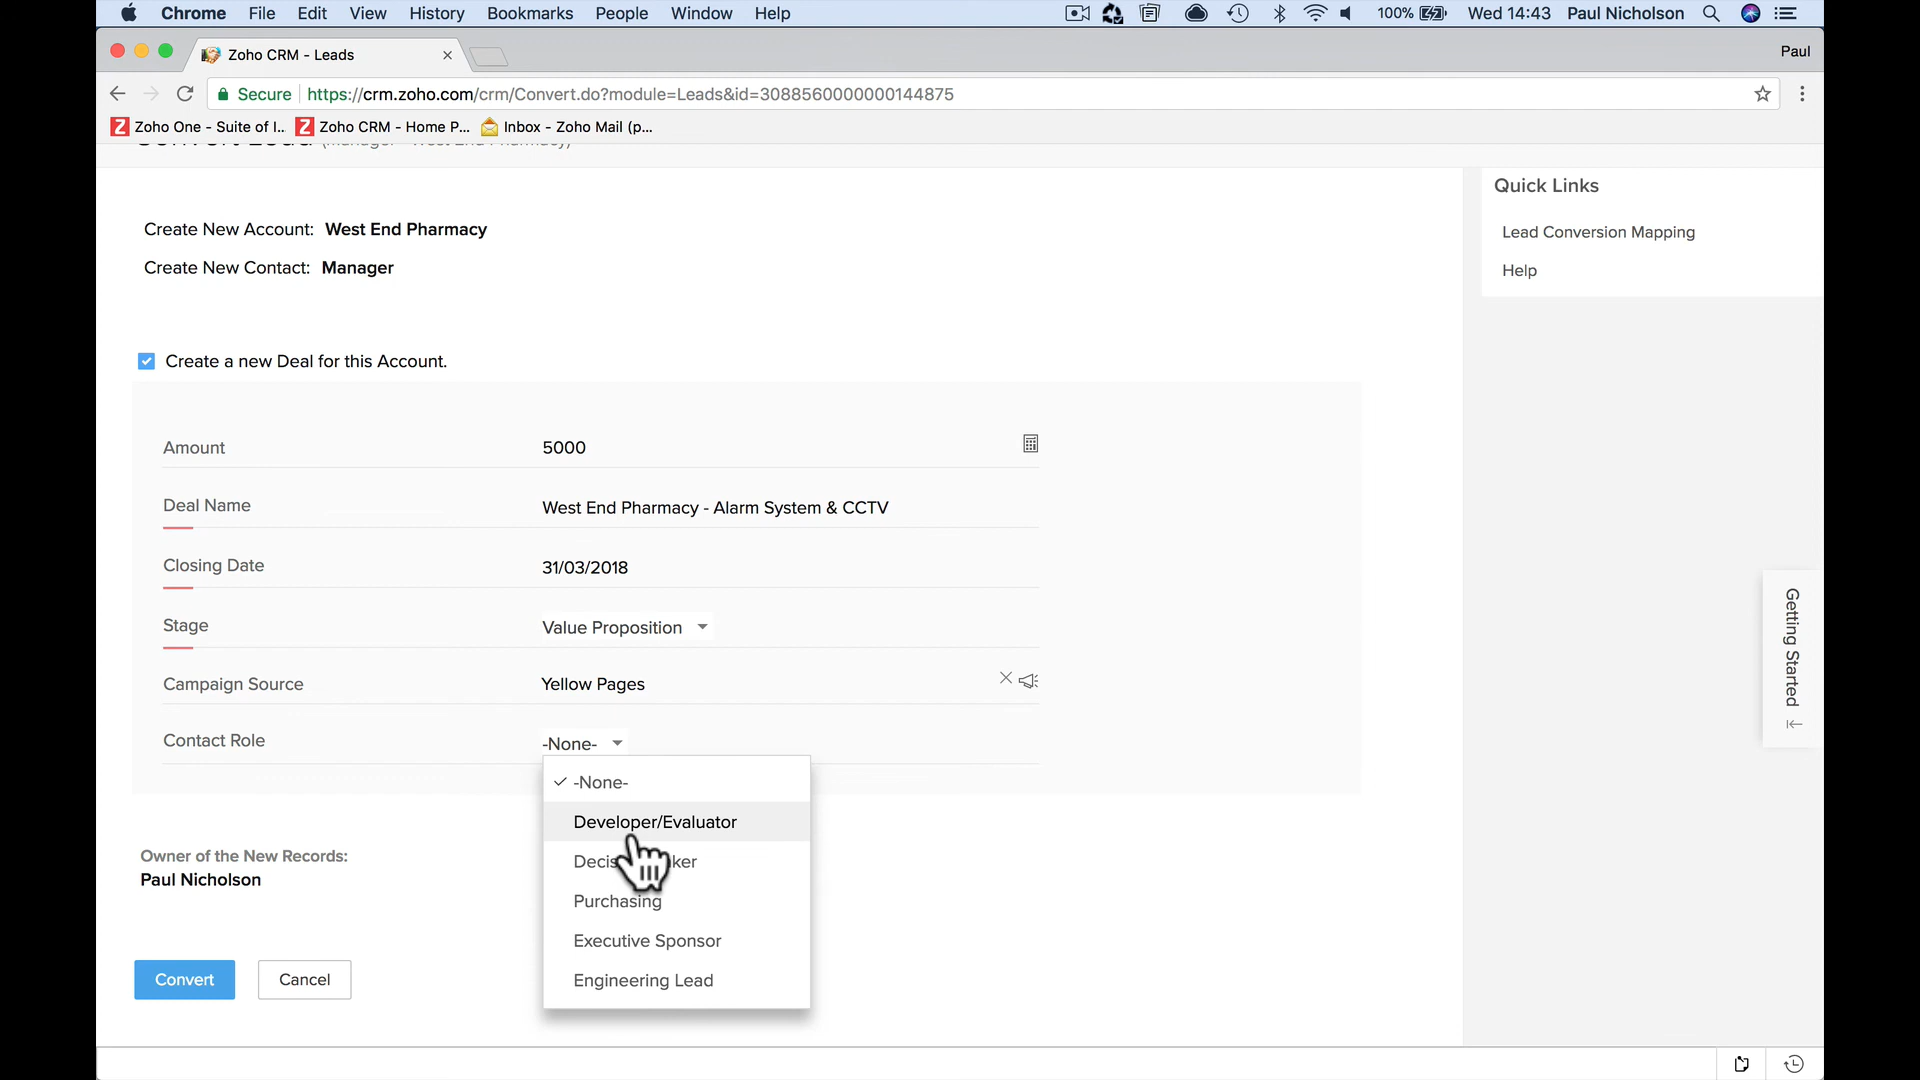 Chrome File Edit View History Bookmarks People Window Help 100% Wed 14:43 Paul Nicholson
Zoho CRM - Leads Paul
Secure https://crm.zoho.com/crm/Convert.do?module=Leads&id=3088560000000144875
Zoho One - Suite of I... Zoho CRM - Home P... Inbox - Zoho Mail (p...
Convert Lead (Manager - West End Pharmacy)
Quick Links
Lead Conversion Mapping
Help
Create New Account: West End Pharmacy
Create New Contact: Manager
Create a new Deal for this Account.
Amount 5000
Deal Name West End Pharmacy - Alarm System & CCTV
Closing Date 31/03/2018
Stage Value Proposition
Campaign Source Yellow Pages
Contact Role -None-
-None-
Developer/Evaluator
Purchasing
Executive Sponsor
Engineering Lead
Owner of the New Records:
Paul Nicholson
Convert Cancel
Getting Started